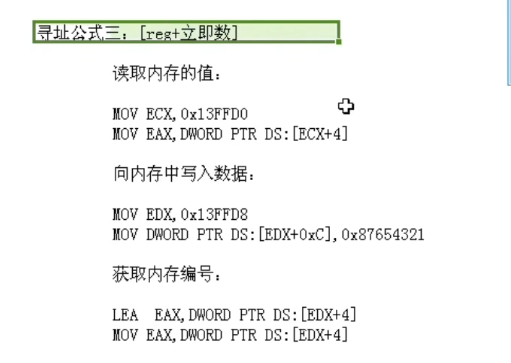 寻址公式三：[reg+立即数]
读取内存的值：
MOV ECX,0x13FFD0
MOV EAX,DWORD PTR DS:[ECX+4]
向内存中写入数据：
MOV EDX,0x13FFD8
MOV DWORD PTR DS:[EDX+0xC],0x87654321
获取内存编号：
LEA  EAX,DWORD PTR DS:[EDX+4]
MOV EAX,DWORD PTR DS:[EDX+4]